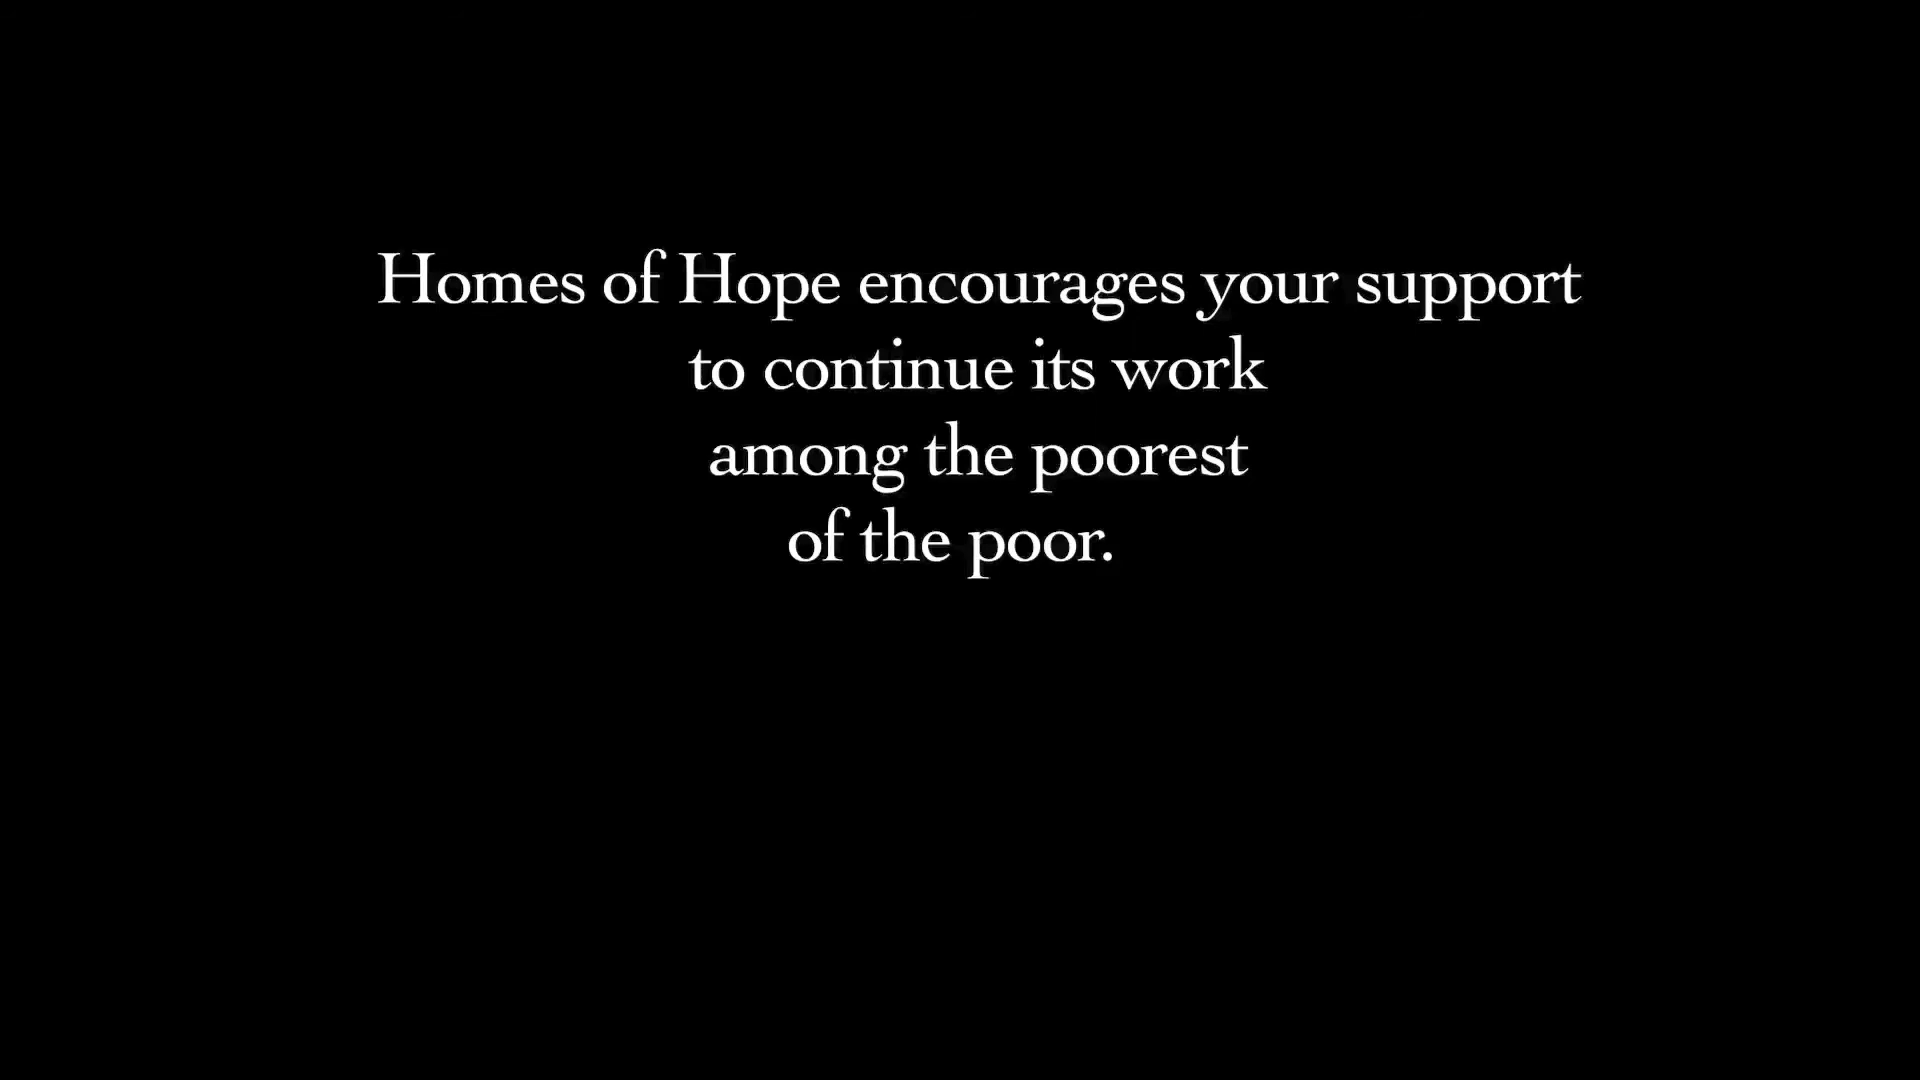 Homes of Hope encourages your support
to continue its work
among the poorest
of the poor.